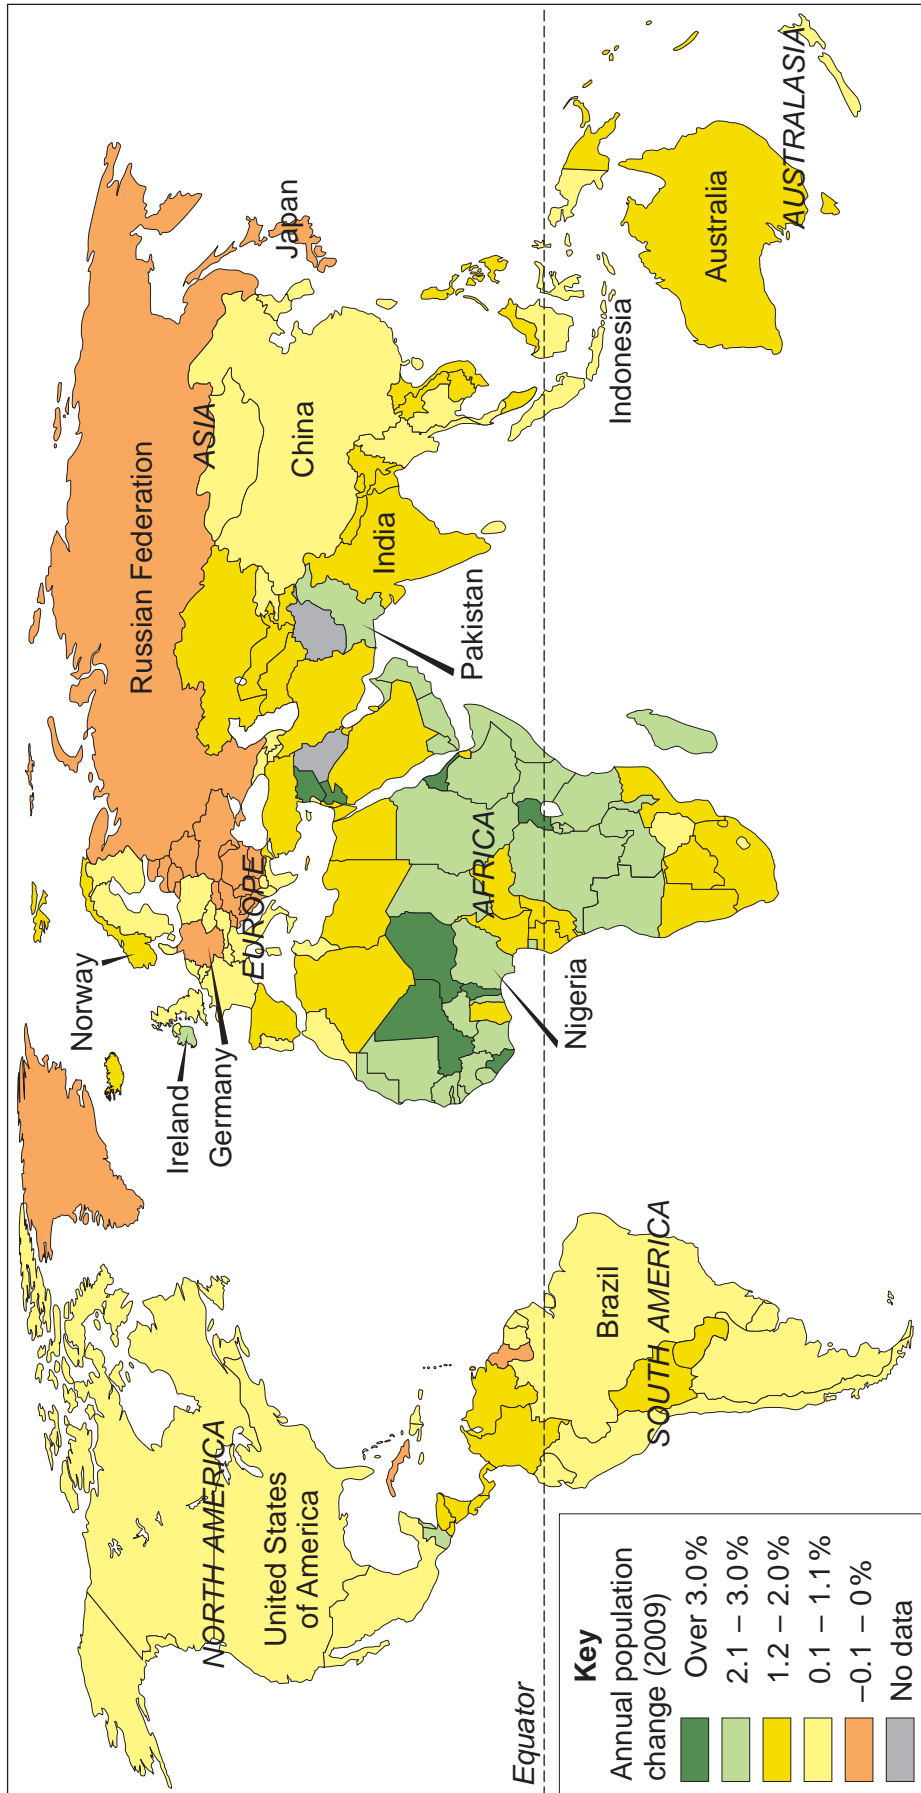 NORTH AMERICA
United States
of America
Equator
SOUTH AMERICA
Brazil
Norway
Ireland
Germany
EUROPE
AFRICA
Nigeria
Russian Federation
ASIA
China
India
Pakistan
Japan
Indonesia
Australia
AUSTRALASIA
Key
Annual population
change (2009)
Over 3.0%
2.1 – 3.0%
1.2 – 2.0%
0.1 – 1.1%
–0.1 – 0%
No data